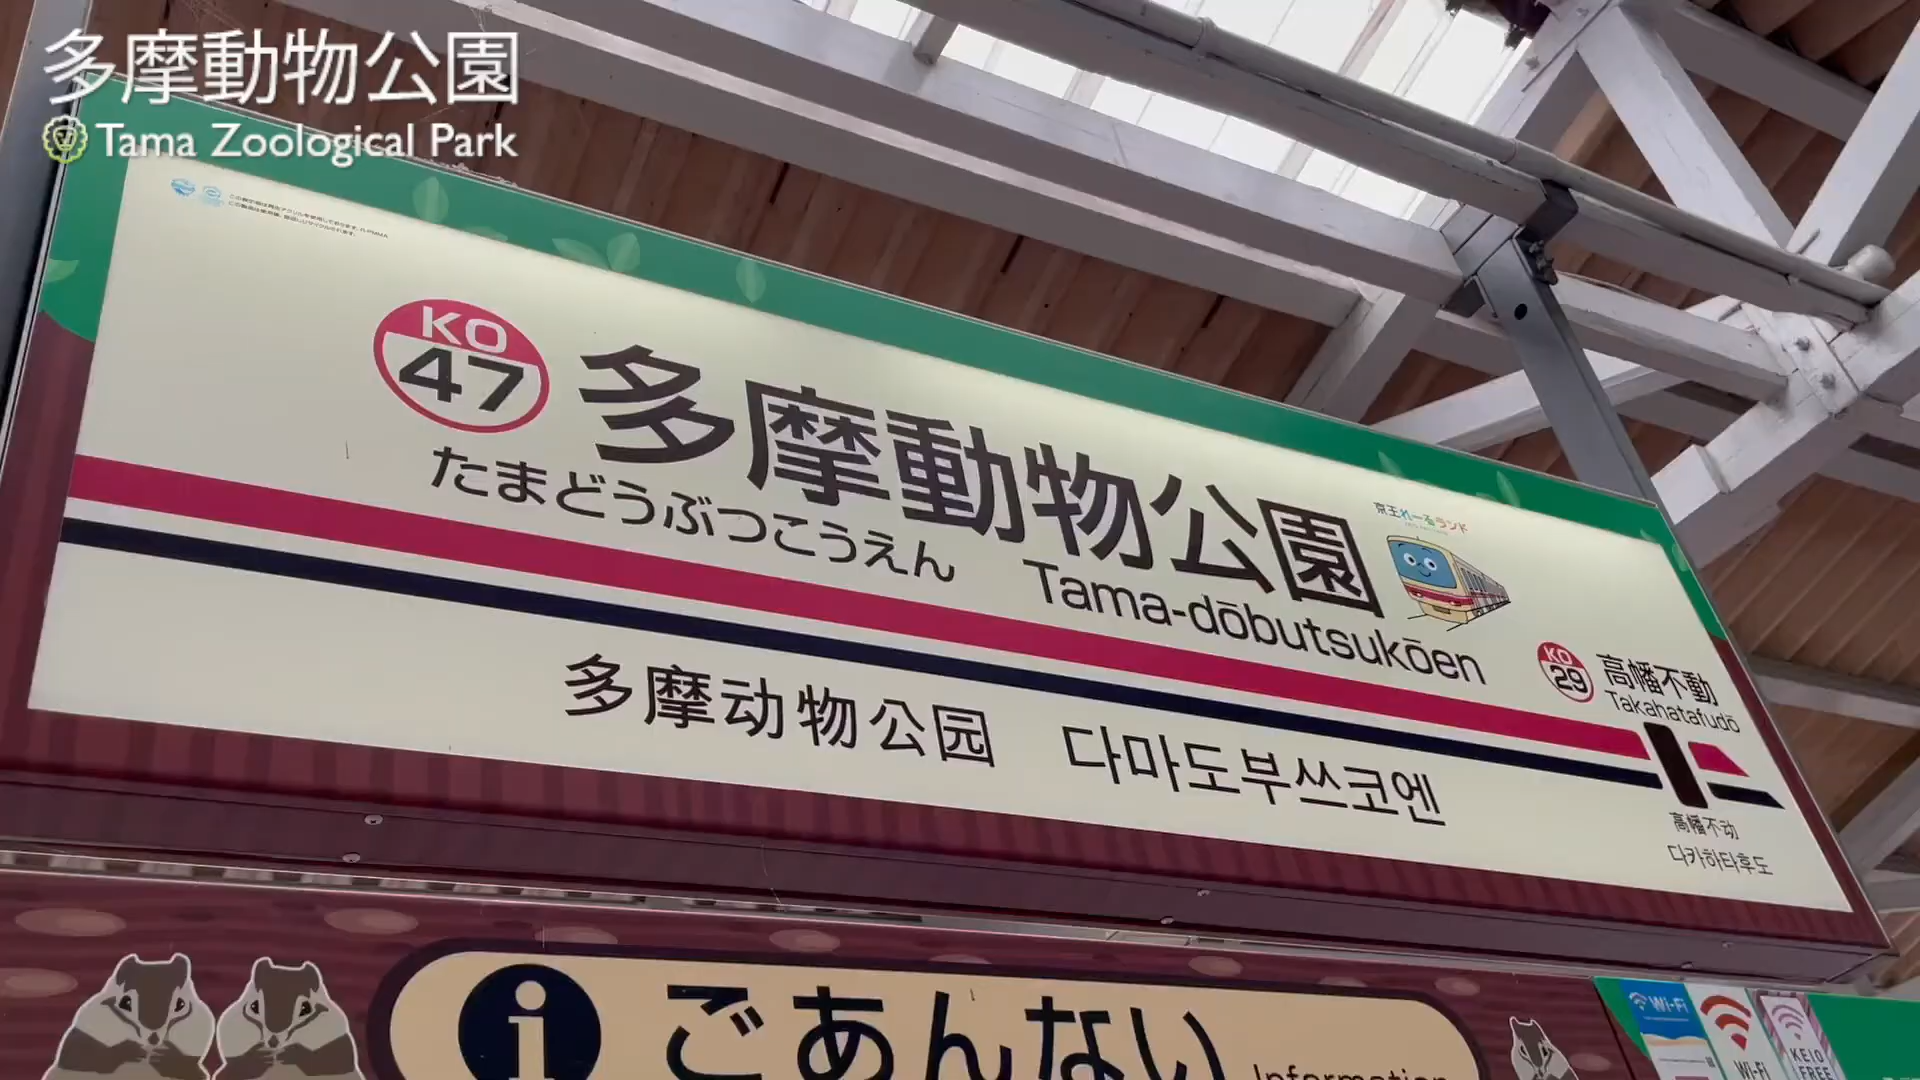 多摩動物公園
Tama Zoological Park
KO
47
多摩動物公園
たまどうぶつこうえん
Tama-dōbutsukōen
京王れーるランド
多摩动物公园
다마도부쓰코엔
KO
29
高幡不動
Takahatafudō
高幡不动
다카하타후도
i
ごあんない
Information
Wi-Fi
Wi-Fi
KEIO
FREE